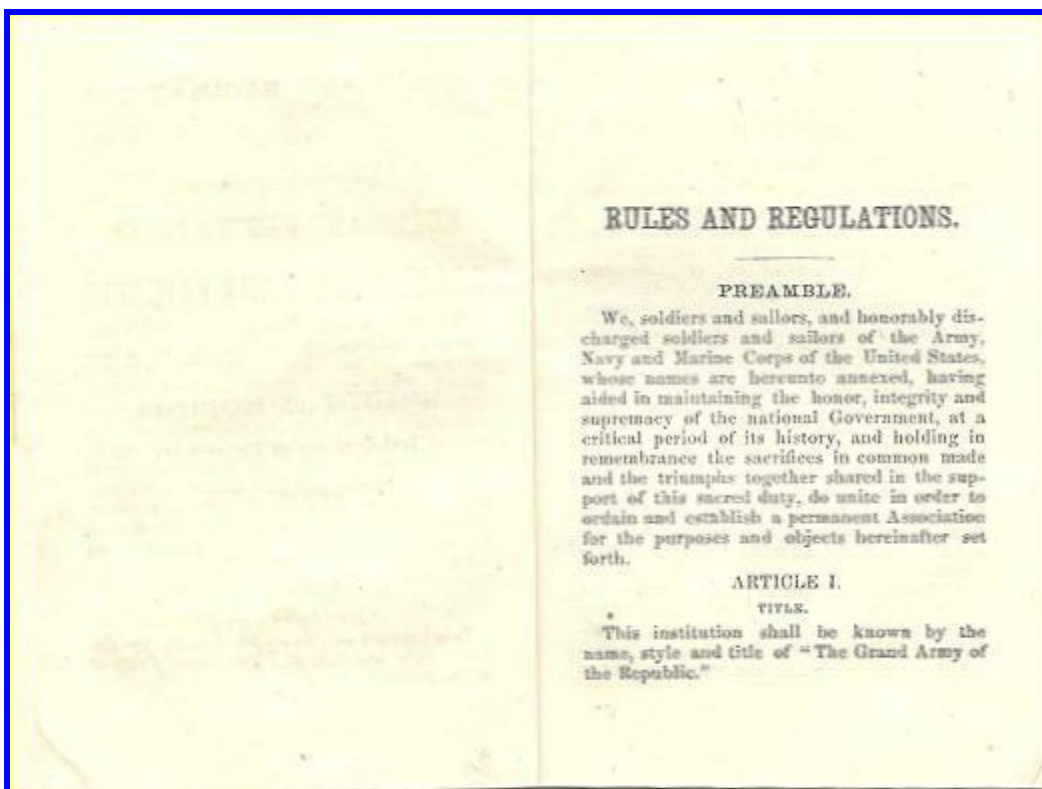 RULES AND REGULATIONS.
PREAMBLE.
We, soldiers and sailors, and honorably dis-
charged soldiers and sailors of the Army,
Navy and Marine Corps of the United States,
whose names are hereunto annexed, having
aided in maintaining the honor, integrity and
supremacy of the national Government, at a
critical period of its history, and holding in
remembrance the sacrifices in common made
and the triumphs together shared in the sup-
port of this sacred duty, do unite in order to
ordain and establish a permanent Association
for the purposes and objects hereinafter set
forth.
ARTICLE I.
TITLE.
This institution shall be known by the
name, style and title of “The Grand Army of
the Republic.”